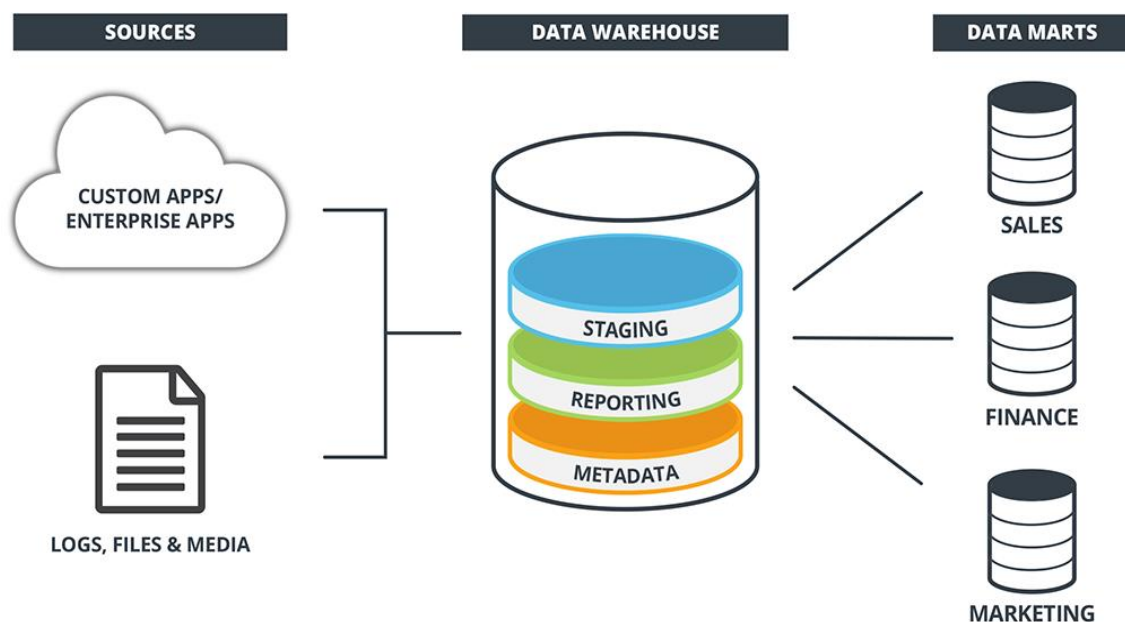 SOURCES
DATA WAREHOUSE
DATA MARTS
CUSTOM APPS/
ENTERPRISE APPS
LOGS, FILES & MEDIA
STAGING
REPORTING
METADATA
SALES
FINANCE
MARKETING